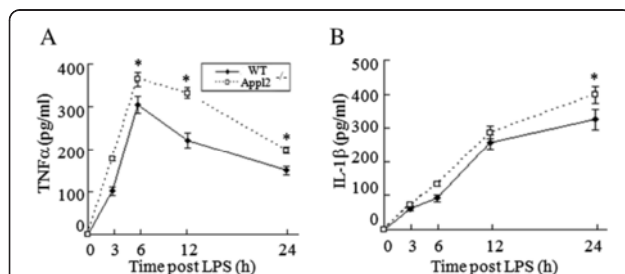 A
B
*
*
*
WT
Appl2 -/-
400
300
200
100
0
TNFα (pg/ml)
0 3 6 12 24
Time post LPS (h)
*
500
400
300
200
100
0
IL-1β (pg/ml)
0 3 6 12 24
Time post LPS (h)